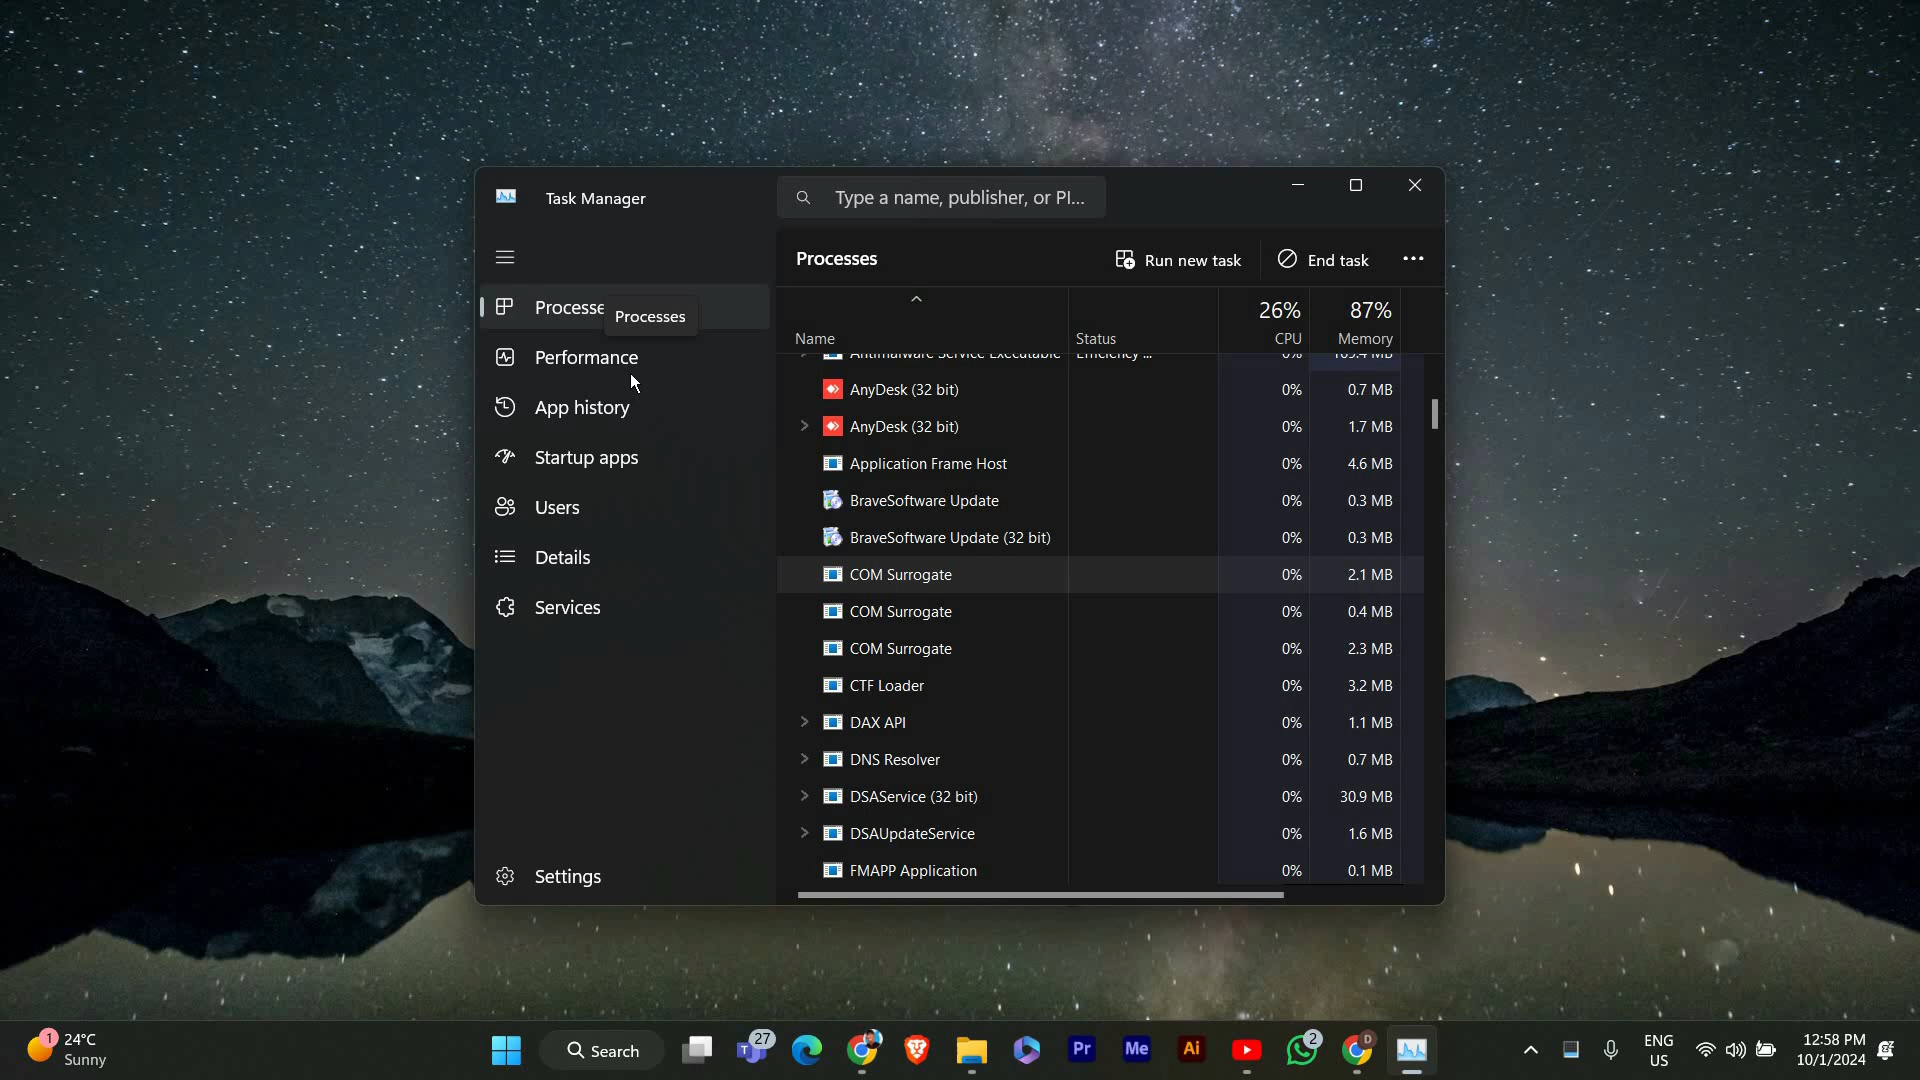 Task Manager
Type a name, publisher, or PI...
Processes
Run new task
End task
Processe
Processes
Performance
App history
Startup apps
Users
Details
Services
Settings
26% 87%
Name Status CPU Memory
Antimalware Service Executable Efficiency ... 0% 169.4 MB
AnyDesk (32 bit) 0% 0.7 MB
AnyDesk (32 bit) 0% 1.7 MB
Application Frame Host 0% 4.6 MB
BraveSoftware Update 0% 0.3 MB
BraveSoftware Update (32 bit) 0% 0.3 MB
COM Surrogate 0% 2.1 MB
COM Surrogate 0% 0.4 MB
COM Surrogate 0% 2.3 MB
CTF Loader 0% 3.2 MB
DAX API 0% 1.1 MB
DNS Resolver 0% 0.7 MB
DSAService (32 bit) 0% 30.9 MB
DSAUpdateService 0% 1.6 MB
FMAPP Application 0% 0.1 MB
1
24°C
Sunny
Search
27
T
Pr
Me
Ai
2
D
ENG
US
12:58 PM
10/1/2024